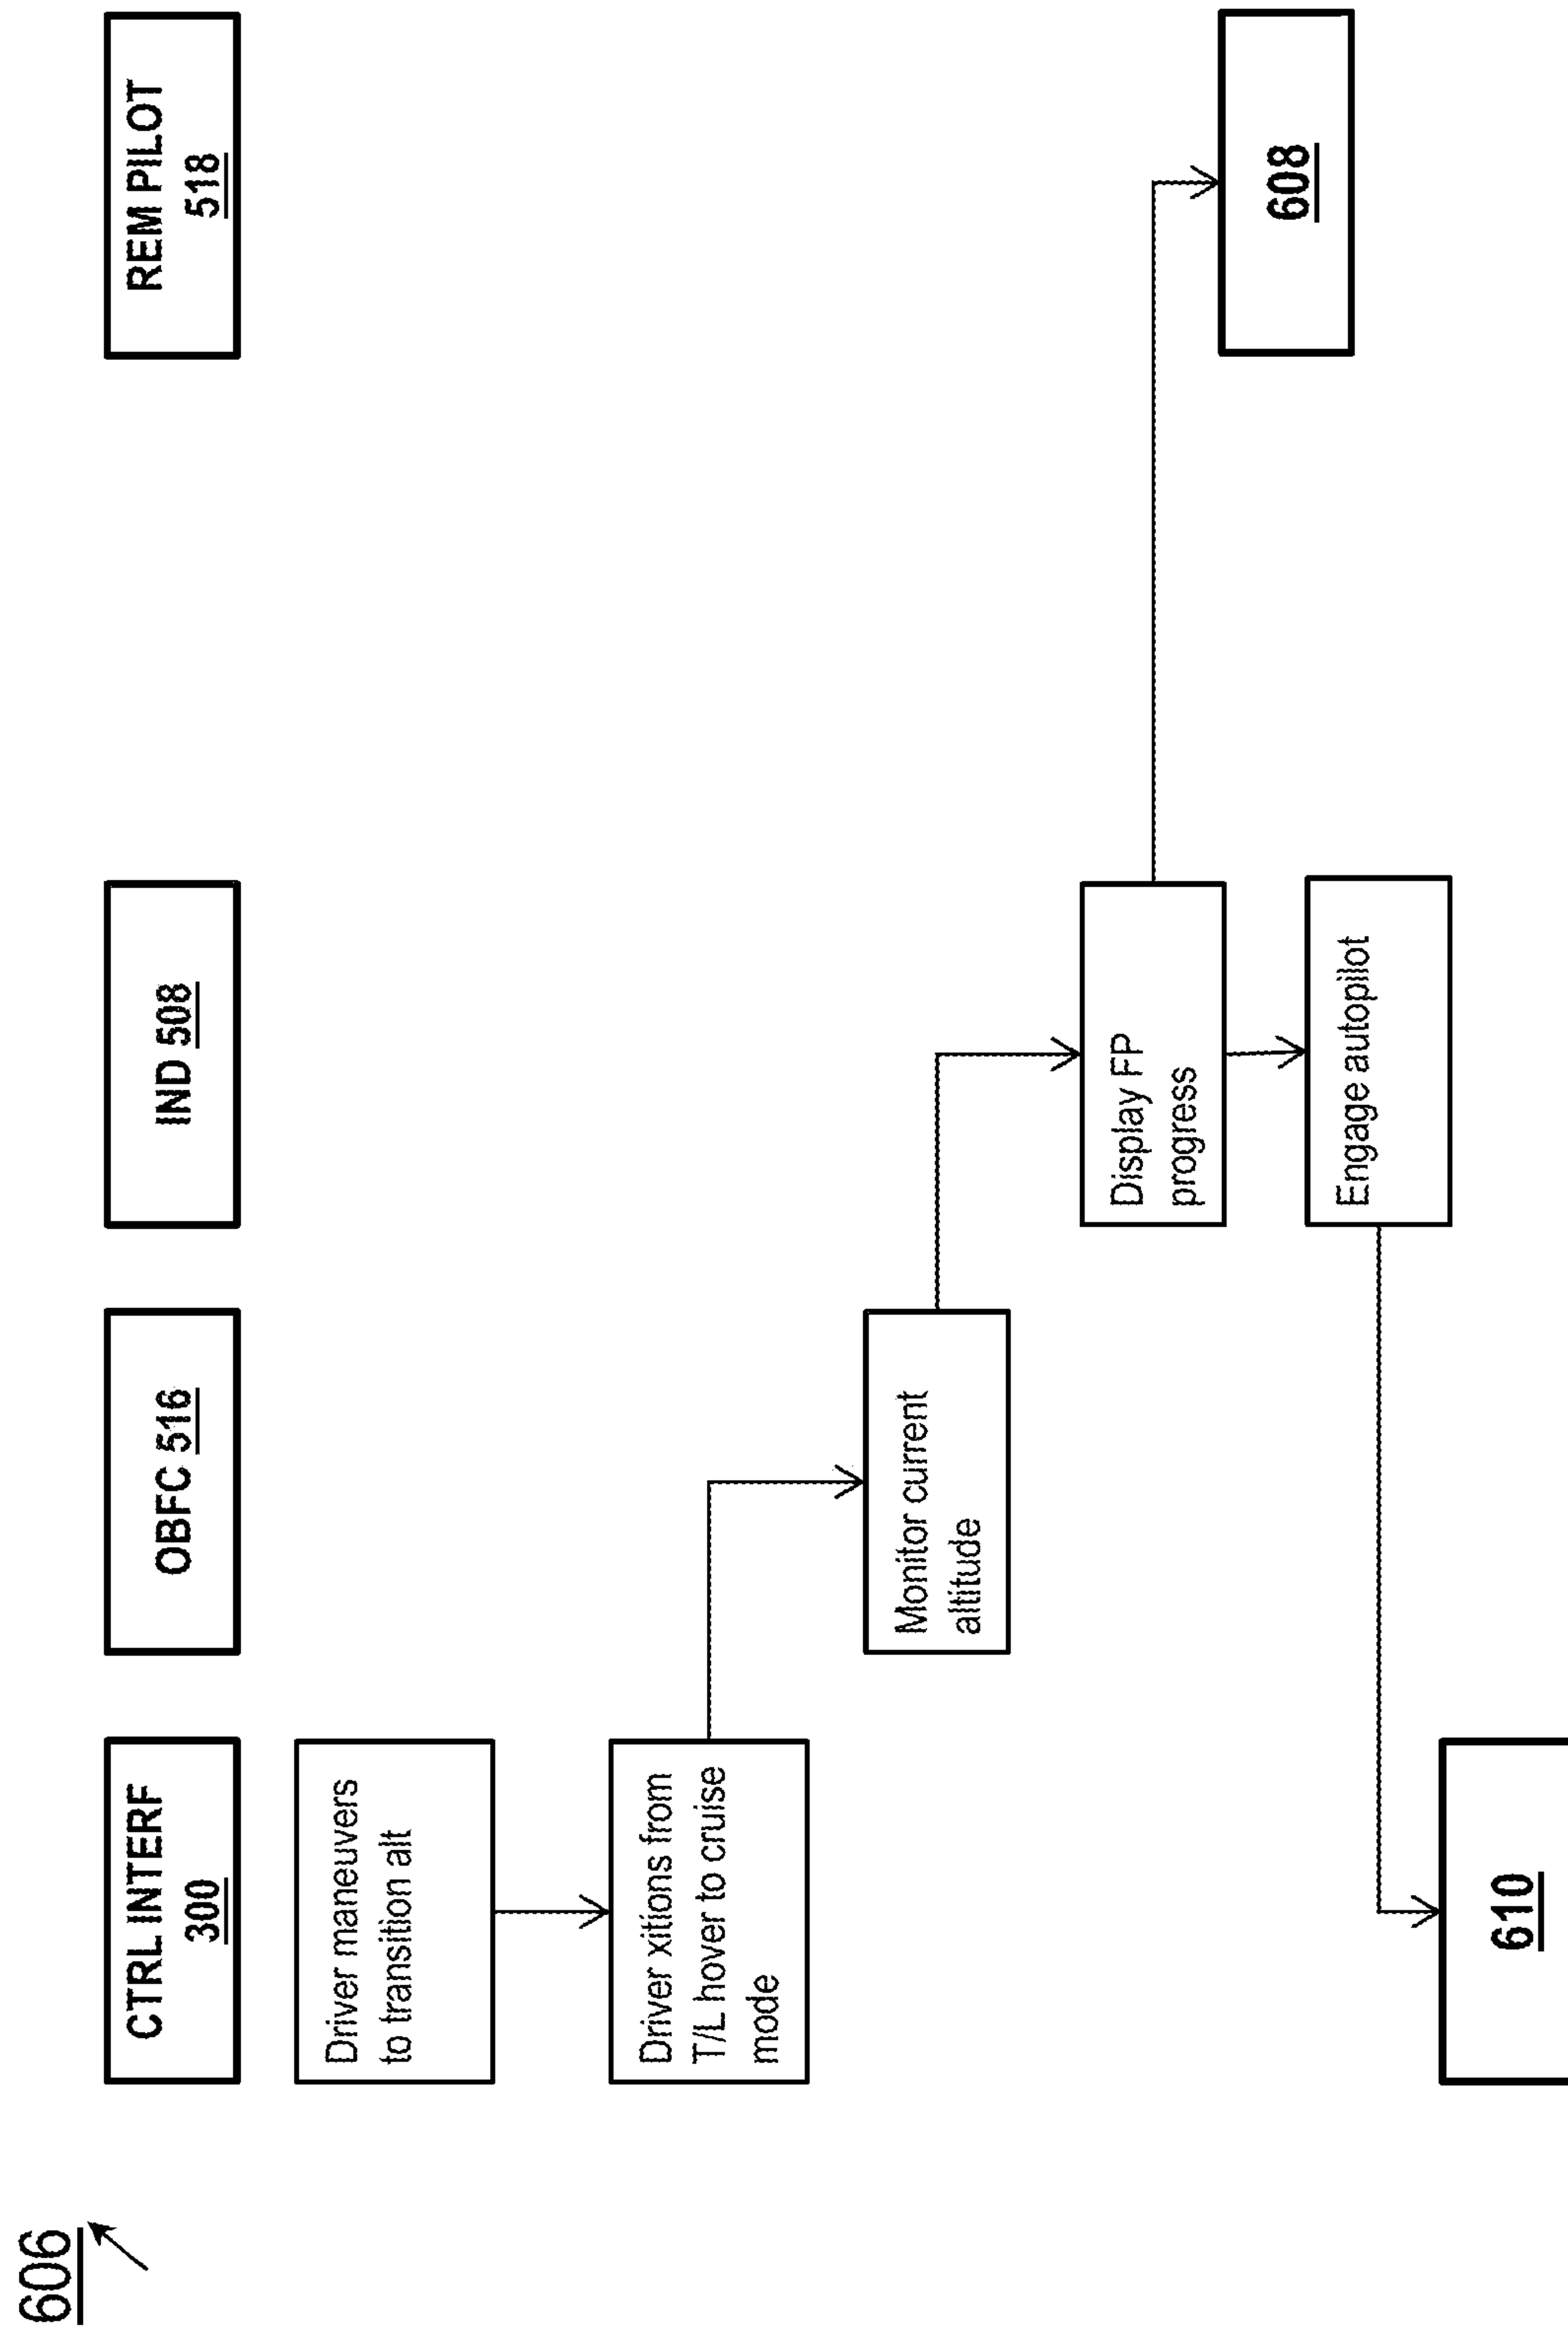 606
CTRL INTERF
300
OBFC 516
IND 508
REM PILOT
518
Driver maneuvers
to transition alt
Driver xitions from
T/L hover to cruise
mode
Monitor current
altitude
Display FP
progress
608
Engage autopilot
610